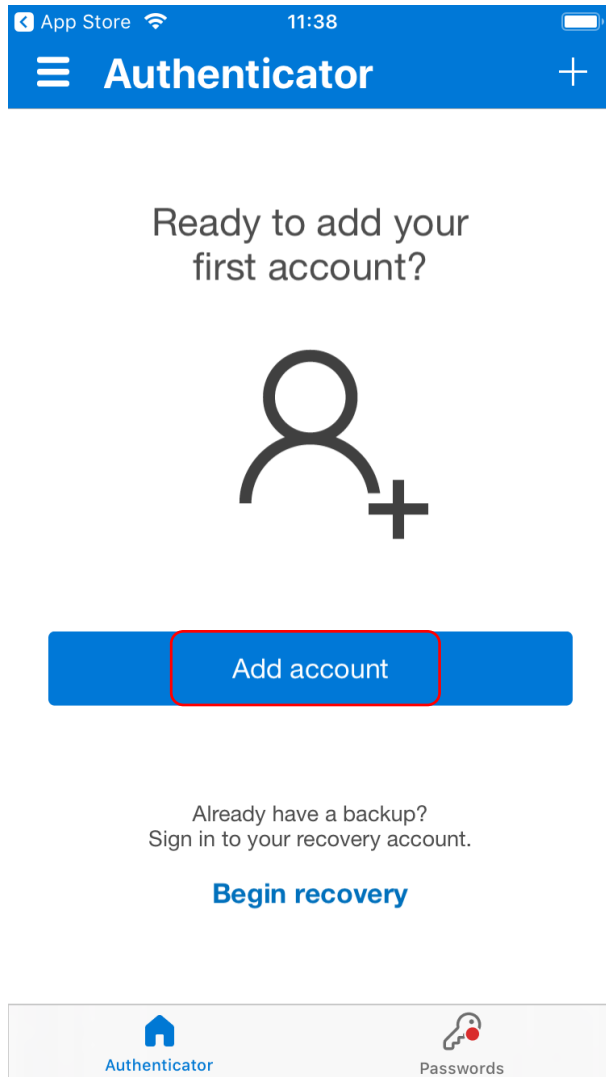 App Store 11:38
Authenticator
Ready to add your
first account?
Add account
Already have a backup?
Sign in to your recovery account.
Begin recovery
Authenticator Passwords